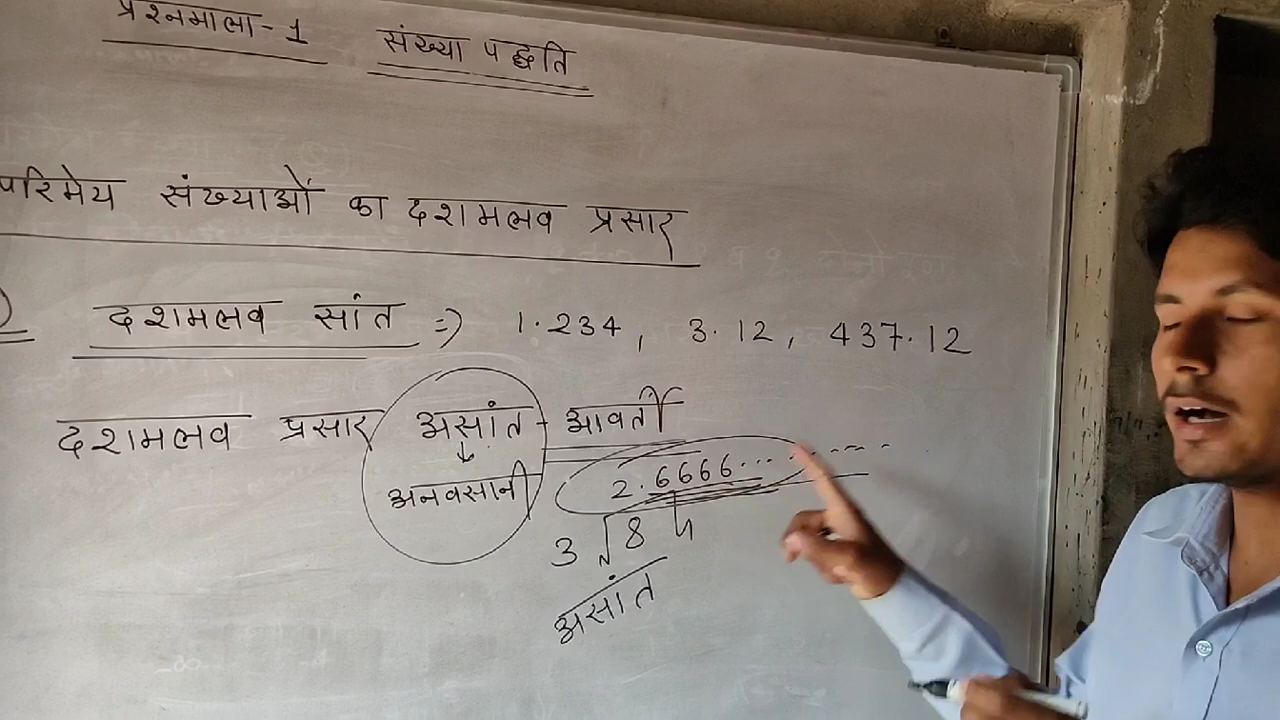 प्रश्नमाला-1 संख्या पद्धति
परिमेय संख्याओं का दशमलव प्रसार
दशमलव सांत => 1.234, 3.12, 437.12
दशमलव प्रसार असांत - आवर्ती
अनवसानी
2.6666...
3 8
असांत